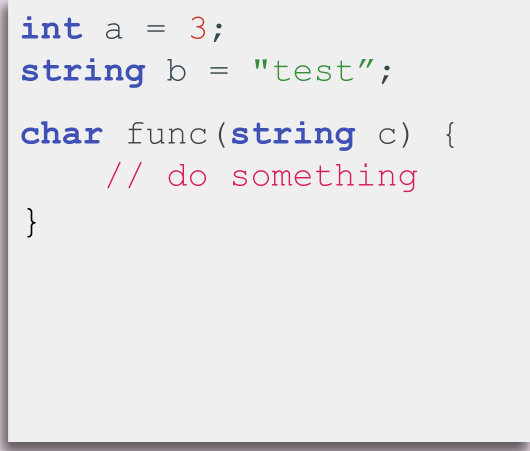 int a = 3;
string b = "test”;
char func(string c) {
    // do something
}